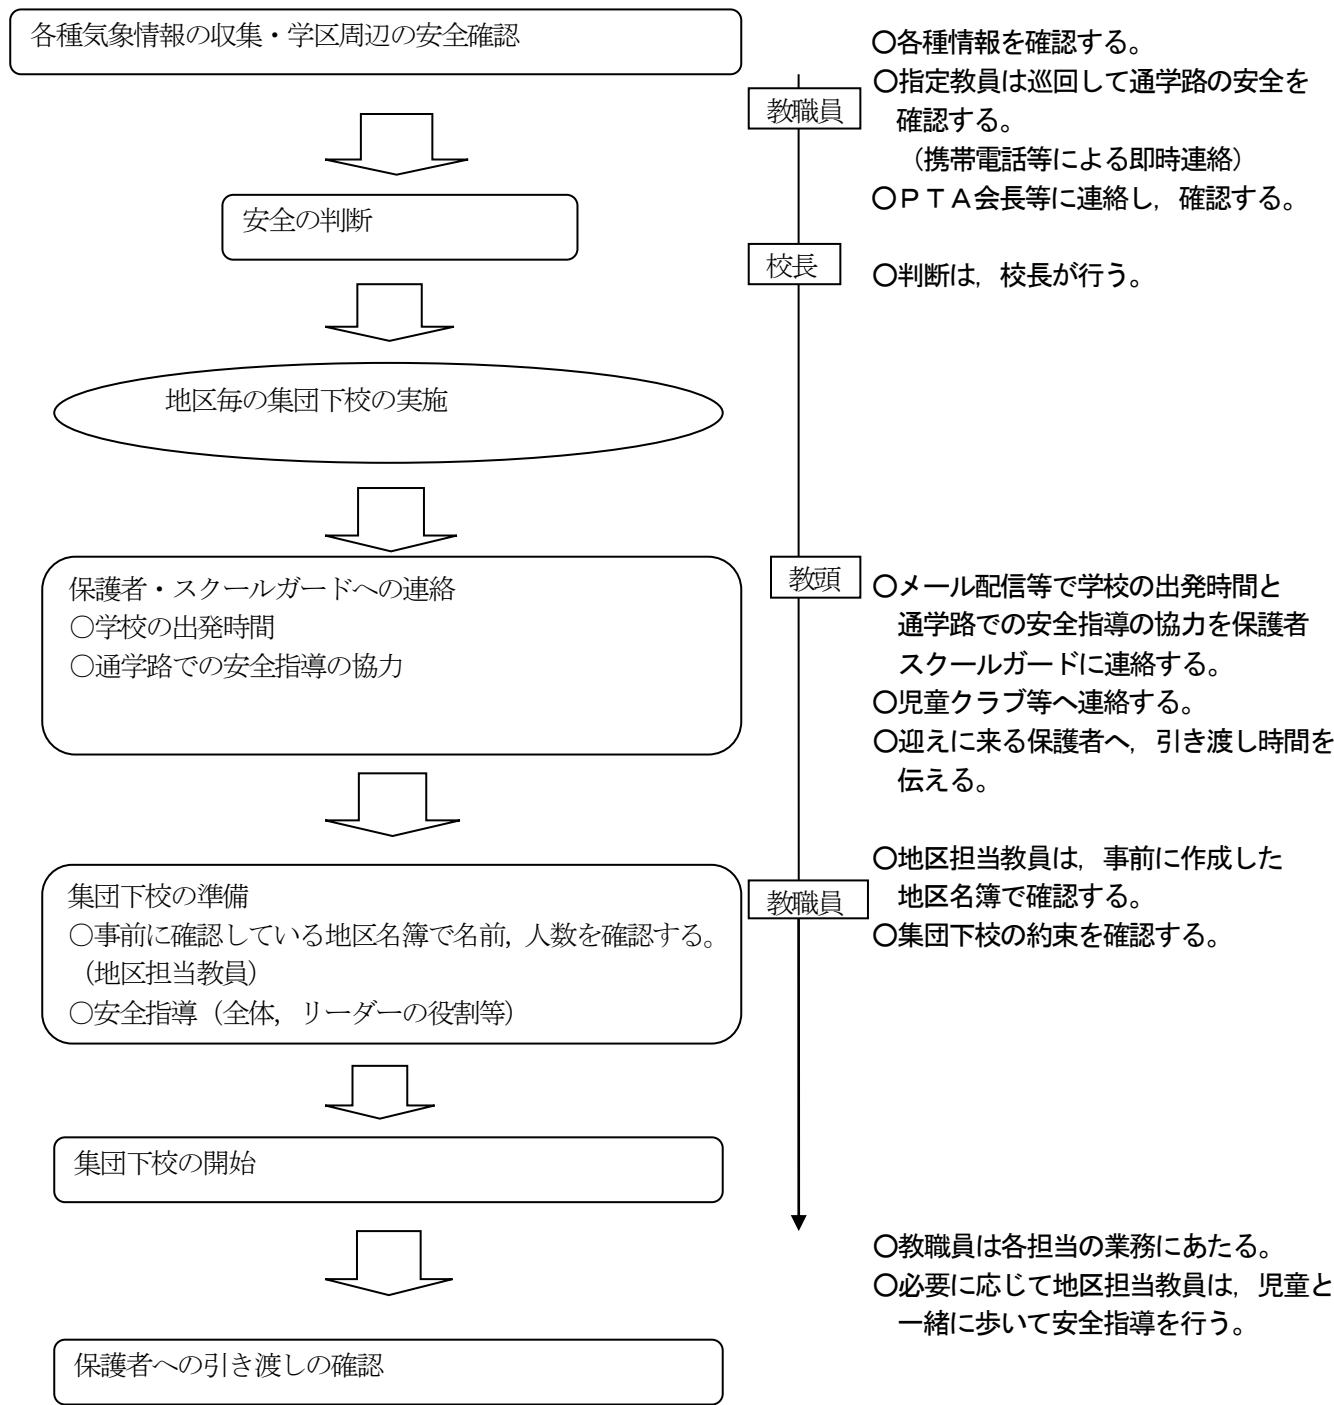 各種気象情報の収集・学区周辺の安全確認
教職員
〇各種情報を確認する。
〇指定教員は巡回して通学路の安全を
確認する。
（携帯電話等による即時連絡）
〇ＰＴＡ会長等に連絡し，確認する。
安全の判断
校長
〇判断は，校長が行う。
地区毎の集団下校の実施
保護者・スクールガードへの連絡
○学校の出発時間
○通学路での安全指導の協力
教頭
〇メール配信等で学校の出発時間と
通学路での安全指導の協力を保護者
スクールガードに連絡する。
〇児童クラブ等へ連絡する。
〇迎えに来る保護者へ，引き渡し時間を
伝える。
集団下校の準備
○事前に確認している地区名簿で名前，人数を確認する。
（地区担当教員）
○安全指導（全体，リーダーの役割等）
教職員
〇地区担当教員は，事前に作成した
地区名簿で確認する。
〇集団下校の約束を確認する。
集団下校の開始
〇教職員は各担当の業務にあたる。
〇必要に応じて地区担当教員は，児童と
一緒に歩いて安全指導を行う。
保護者への引き渡しの確認